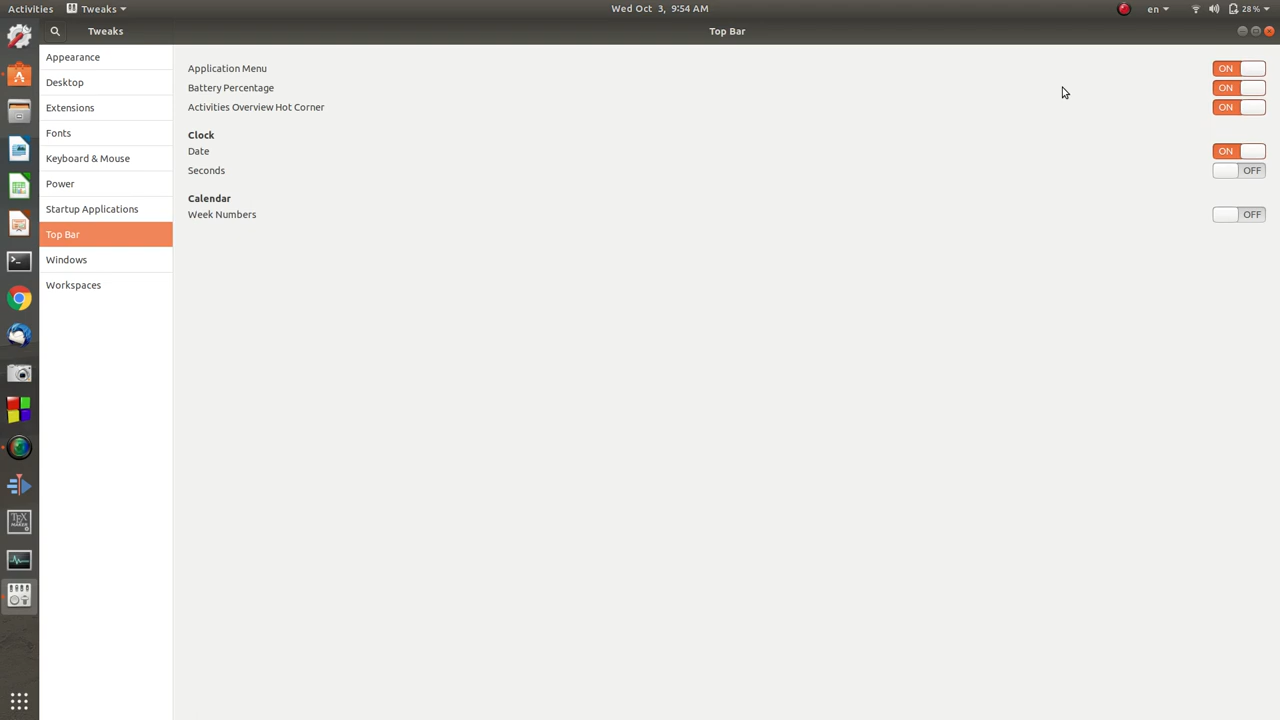 Activities Tweaks Wed Oct 3, 9:54 AM en 28 %
Tweaks Top Bar
Appearance
Desktop
Extensions
Fonts
Keyboard & Mouse
Power
Startup Applications
Top Bar
Windows
Workspaces
Application Menu ON
Battery Percentage ON
Activities Overview Hot Corner ON
Clock
Date ON
Seconds OFF
Calendar
Week Numbers OFF
TEX
MAKER